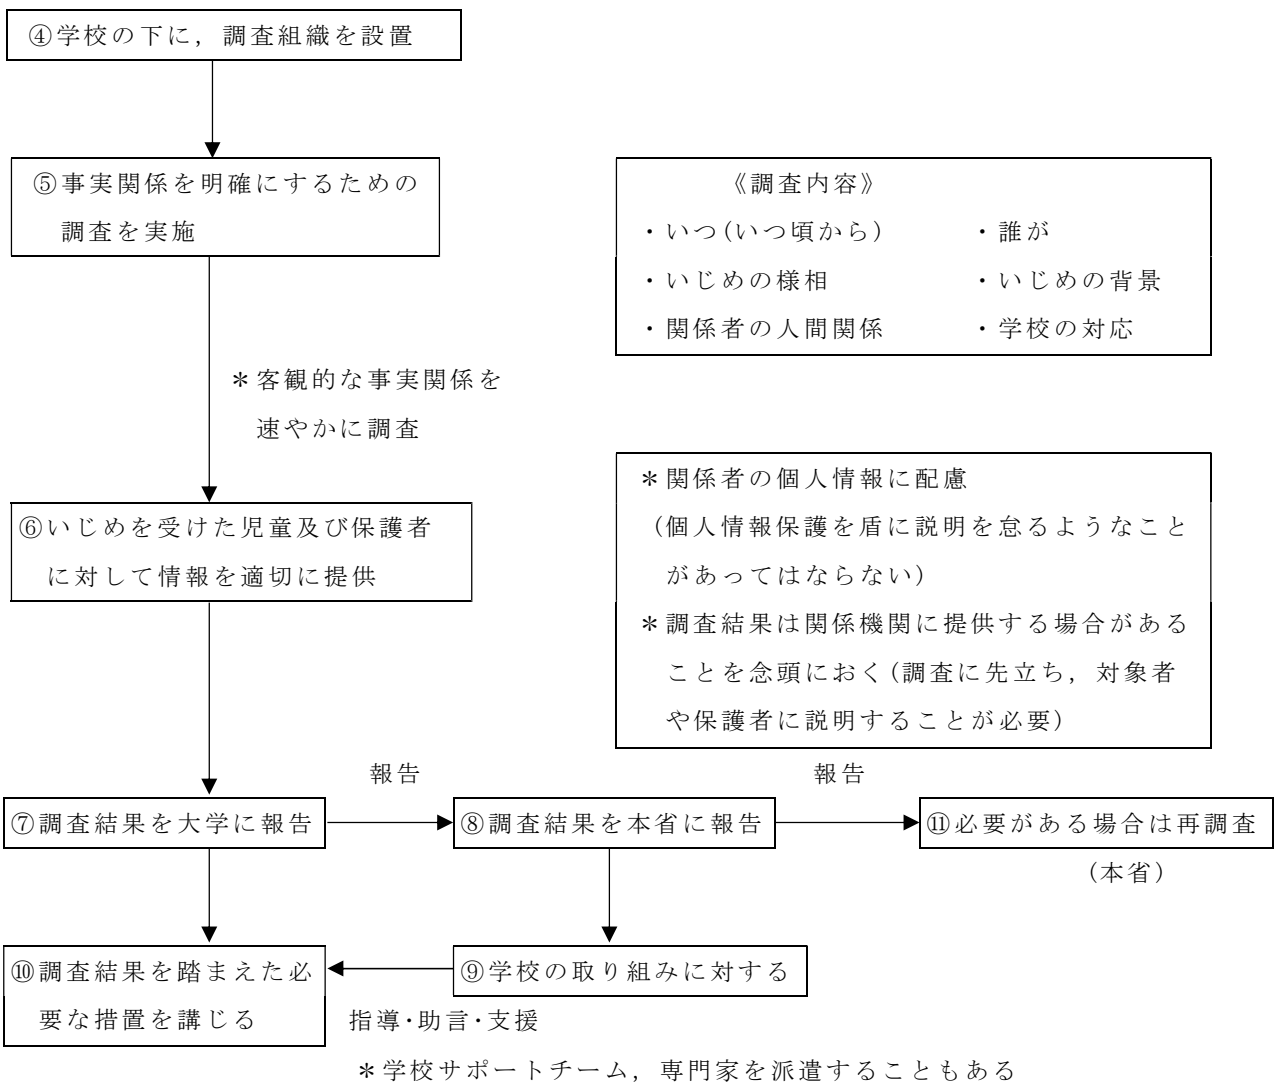 ④学校の下に，調査組織を設置
⑤事実関係を明確にするための
調査を実施
《調査内容》
・いつ(いつ頃から) ・誰が
・いじめの様相 ・いじめの背景
・関係者の人間関係 ・学校の対応
＊客観的な事実関係を
速やかに調査
⑥いじめを受けた児童及び保護者
に対して情報を適切に提供
＊関係者の個人情報に配慮
(個人情報保護を盾に説明を怠るようなこと
があってはならない)
＊調査結果は関係機関に提供する場合がある
ことを念頭におく(調査に先立ち，対象者
や保護者に説明することが必要)
報告 報告
⑦調査結果を大学に報告 ⑧調査結果を本省に報告 ⑪必要がある場合は再調査
(本省)
⑩調査結果を踏まえた必
要な措置を講じる
⑨学校の取り組みに対する
指導・助言・支援
＊学校サポートチーム，専門家を派遣することもある